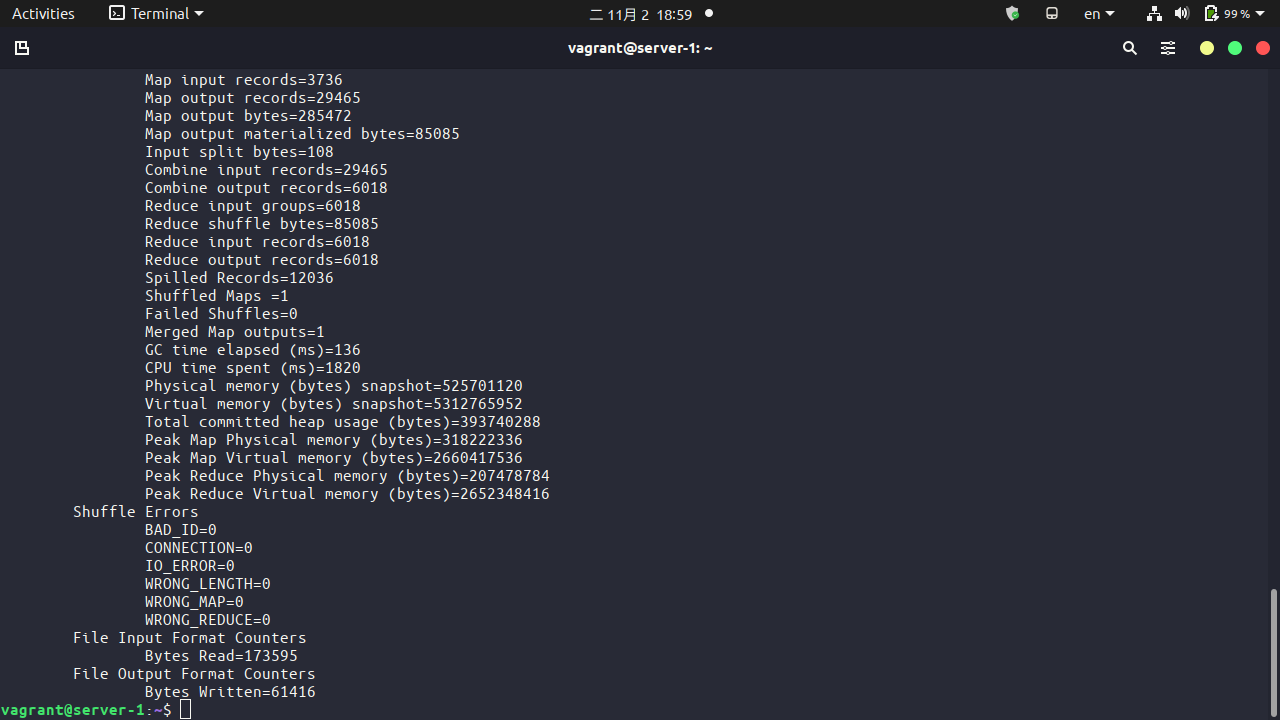 Activities Terminal 二 11月 2 18:59 en 99 %
vagrant@server-1: ~
Map input records=3736
Map output records=29465
Map output bytes=285472
Map output materialized bytes=85085
Input split bytes=108
Combine input records=29465
Combine output records=6018
Reduce input groups=6018
Reduce shuffle bytes=85085
Reduce input records=6018
Reduce output records=6018
Spilled Records=12036
Shuffled Maps =1
Failed Shuffles=0
Merged Map outputs=1
GC time elapsed (ms)=136
CPU time spent (ms)=1820
Physical memory (bytes) snapshot=525701120
Virtual memory (bytes) snapshot=5312765952
Total committed heap usage (bytes)=393740288
Peak Map Physical memory (bytes)=318222336
Peak Map Virtual memory (bytes)=2660417536
Peak Reduce Physical memory (bytes)=207478784
Peak Reduce Virtual memory (bytes)=2652348416
Shuffle Errors
BAD_ID=0
CONNECTION=0
IO_ERROR=0
WRONG_LENGTH=0
WRONG_MAP=0
WRONG_REDUCE=0
File Input Format Counters
Bytes Read=173595
File Output Format Counters
Bytes Written=61416
vagrant@server-1:~$